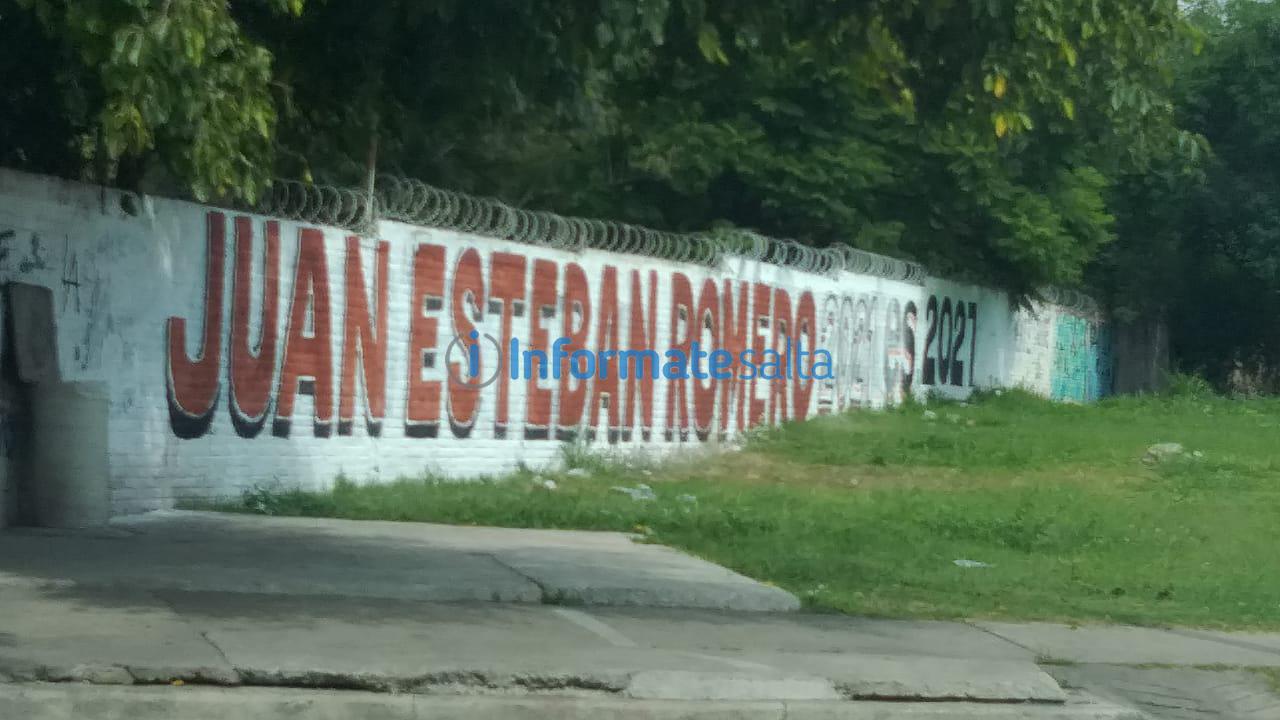 JUAN ESTEBAN ROMERO 2027
Informatesalta